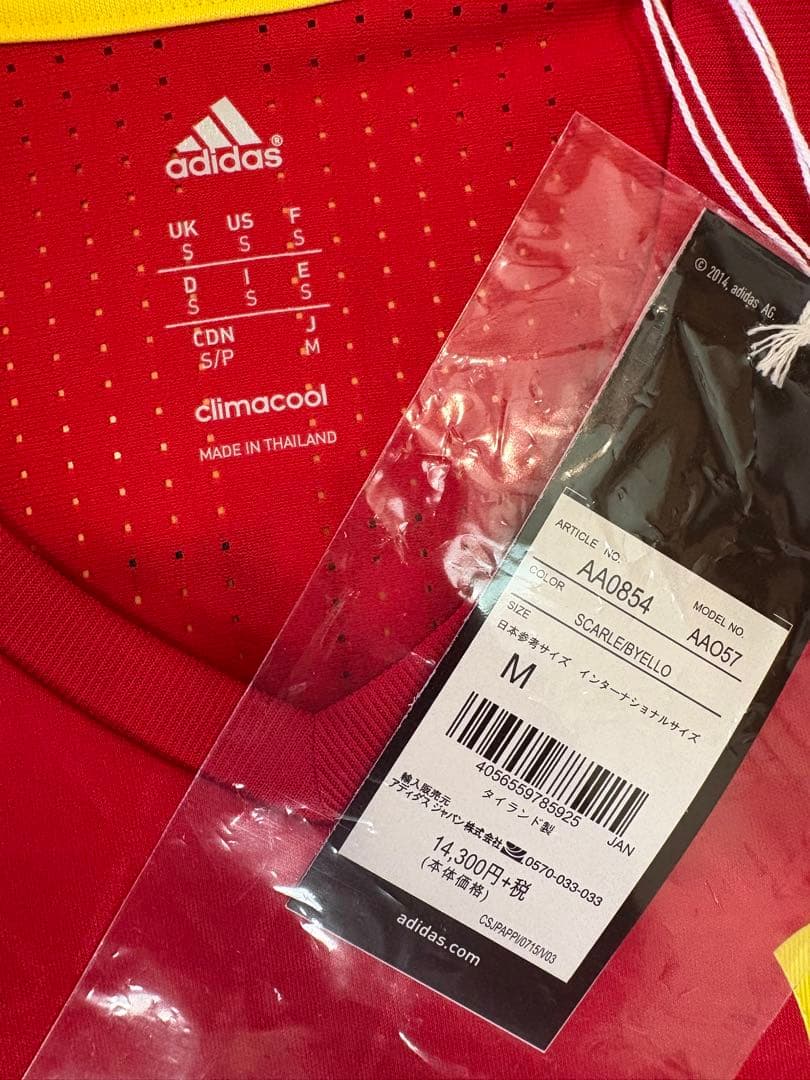 adidas®
UK US F
S S S
D I E
S S S
CDN J
S/P M
climacool
MADE IN THAILAND
© 2014, adidas AG.
ARTICLE NO. MODEL NO.
AA0854 AAO57
COLOR
SCARLE/BYELLO
SIZE
日本参考サイズ インターナショナルサイズ
M
4056559785925 JAN
タイランド製
輸入販売元
アディダス ジャパン 株式会社 0570-033-033
14,300円+税
(本体価格)
CSJPAPPI/0715/V03
adidas.com